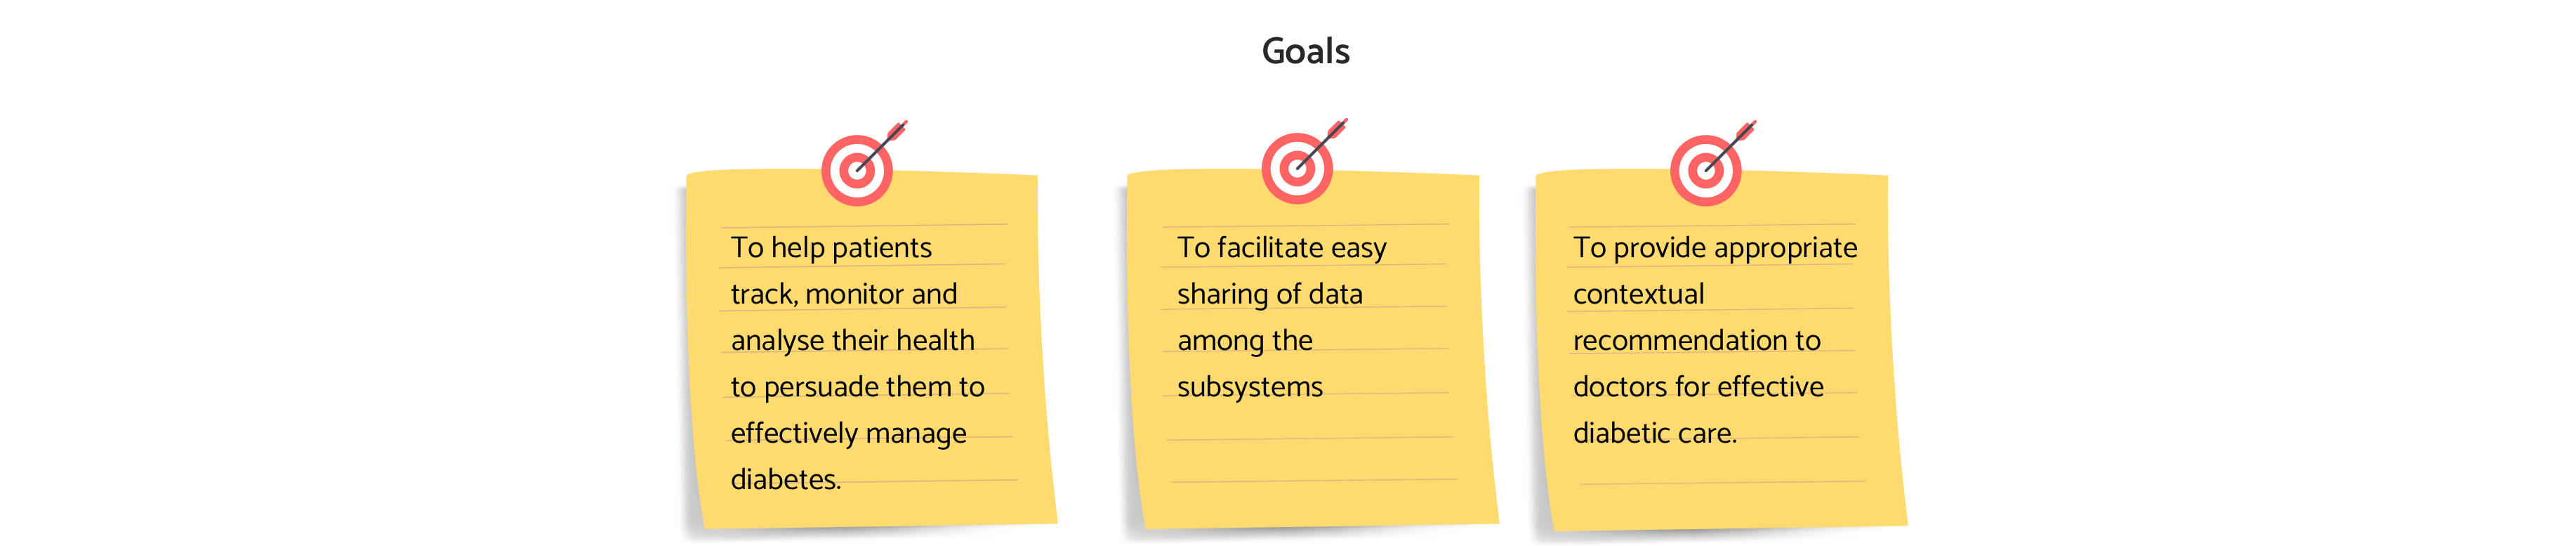 Goals
To help patients
track, monitor and
analyse their health
to persuade them to
effectively manage
diabetes.
To facilitate easy
sharing of data
among the
subsystems
To provide appropriate
contextual
recommendation to
doctors for effective
diabetic care.